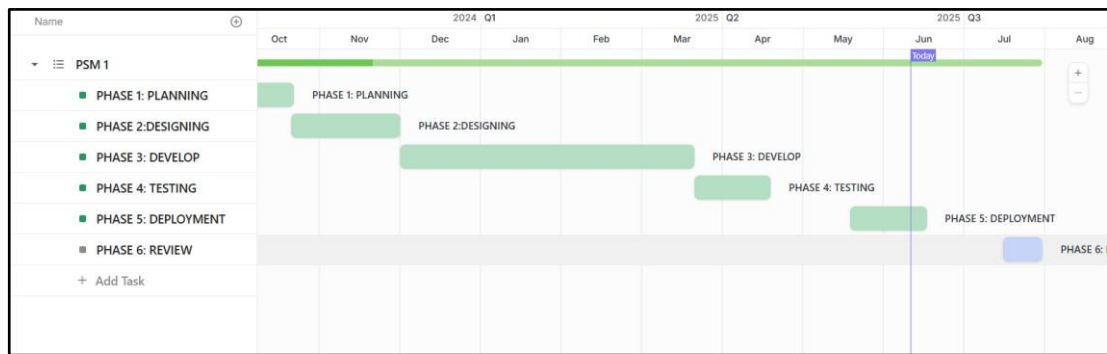 Name
2024 Q1 2025 Q2 2025 Q3
Oct Nov Dec Jan Feb Mar Apr May Jun Jul Aug
Today
PSM 1
+
−
PHASE 1: PLANNING PHASE 1: PLANNING
PHASE 2:DESIGNING PHASE 2:DESIGNING
PHASE 3: DEVELOP PHASE 3: DEVELOP
PHASE 4: TESTING PHASE 4: TESTING
PHASE 5: DEPLOYMENT PHASE 5: DEPLOYMENT
PHASE 6: REVIEW PHASE 6:
+ Add Task